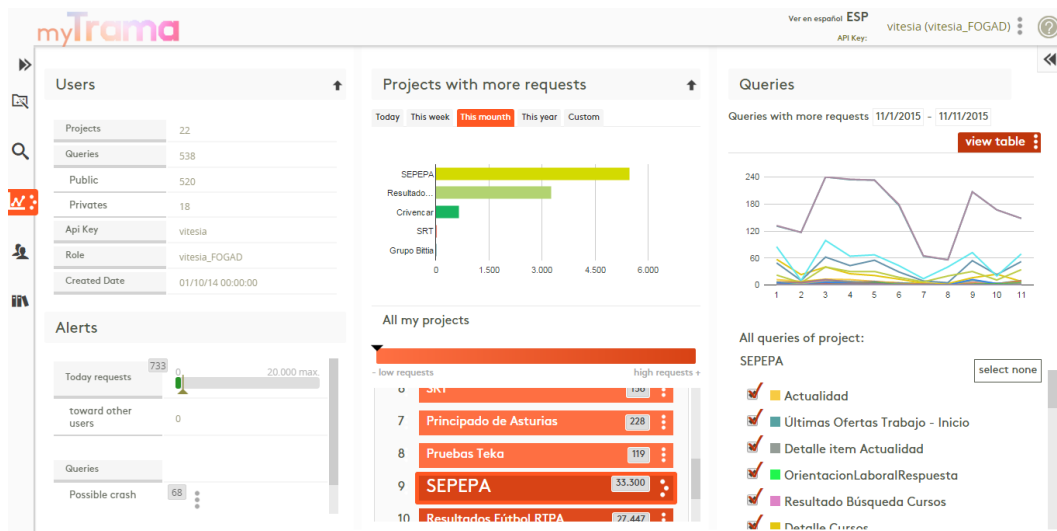 myTrama
Ver en español ESP
API Key:
vitesia (vitesia_FOGAD)
Users
Projects 22
Queries 538
Public 520
Privates 18
Api Key vitesia
Role vitesia_FOGAD
Created Date 01/10/14 00:00:00
Alerts
Today requests 733 0 20.000 max.
toward other
users 0
Queries
Possible crash 68
Projects with more requests
Today This week This mounth This year Custom
SEPEPA
Resultado...
Crivencar
SRT
Grupo Bittia
0 1.500 3.000 4.500 6.000
All my projects
- low requests high requests +
6 SRT 136
7 Principado de Asturias 228
8 Pruebas Teka 119
9 SEPEPA 33.300
10 Resultados Fútbol RTPA 27.447
Queries
Queries with more requests 11/1/2015 - 11/11/2015
view table
240
180
120
60
0
1 2 3 4 5 6 7 8 9 10 11
All queries of project:
SEPEPA
select none
Actualidad
Últimas Ofertas Trabajo - Inicio
Detalle item Actualidad
OrientacionLaboralRespuesta
Resultado Búsqueda Cursos
Detalle Cursos